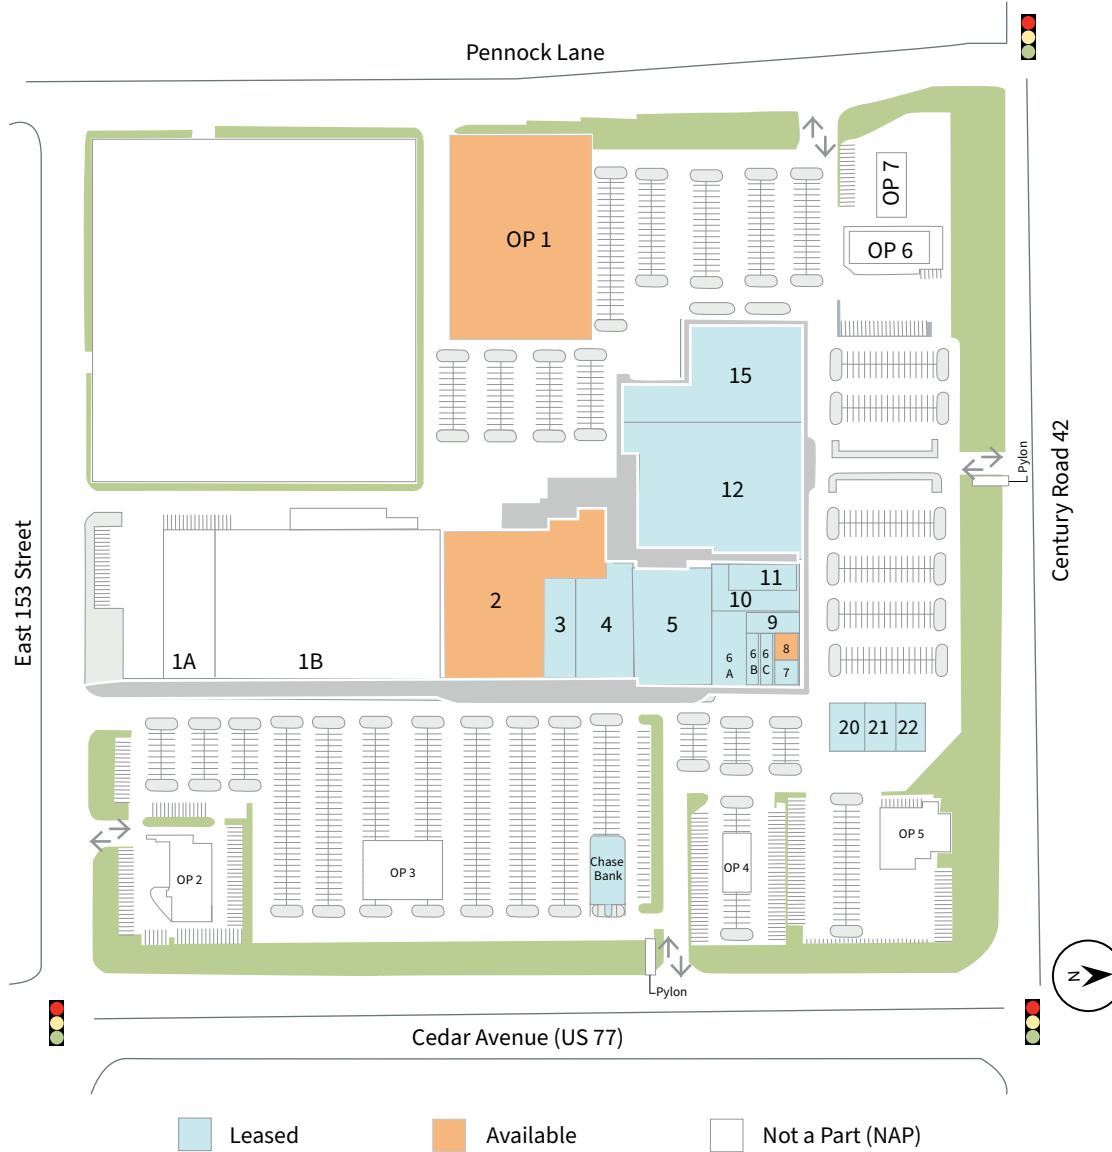 Pennock Lane
OP 7
OP 1
OP 6
15
Century Road 42
Pylon
12
East 153 Street
11
2
10
3
4
5
9
1A
1B
6
A
6
B
6
C
8
7
20
21
22
OP 5
Chase
Bank
OP 4
OP 3
OP 2
N
Pylon
Cedar Avenue (US 77)
Leased
Available
Not a Part (NAP)